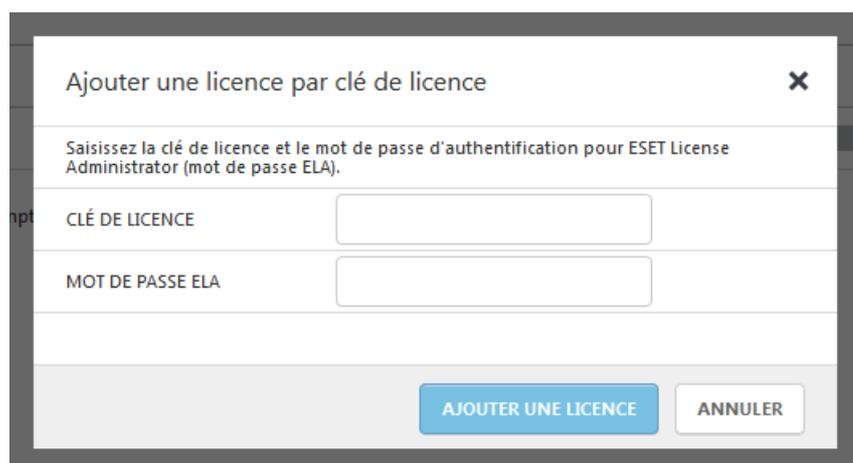 Ajouter une licence par clé de licence
Saisissez la clé de licence et le mot de passe d'authentification pour ESET License
Administrator (mot de passe ELA).
CLÉ DE LICENCE
MOT DE PASSE ELA
AJOUTER UNE LICENCE
ANNULER